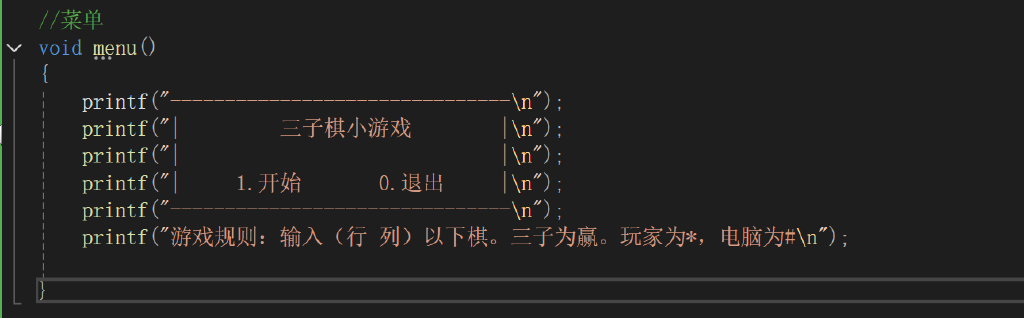 //菜单
void menu()
{
printf("-------------------------------\n");
printf("|         三子棋小游戏        |\n");
printf("|                             |\n");
printf("|     1.开始       0.退出     |\n");
printf("-------------------------------\n");
printf("游戏规则：输入（行 列）以下棋。三子为赢。玩家为*，电脑为#\n");
}